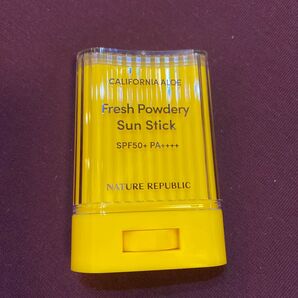 CALIFORNIA ALOE
Fresh Powdery
Sun Stick
SPF50+ PA++++
NATURE REPUBLIC